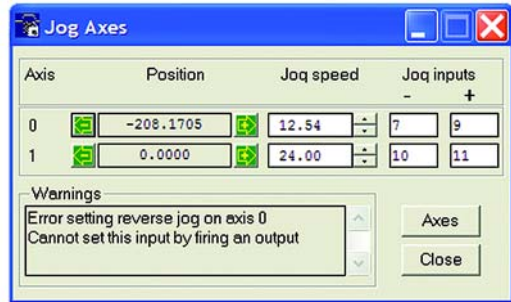 Jog Axes
Axis Position Jog speed Jog inputs
- +
0 -208.1705 12.54 7 9
1 0.0000 24.00 10 11
Warnings
Error setting reverse jog on axis 0
Cannot set this input by firing an output
Axes
Close